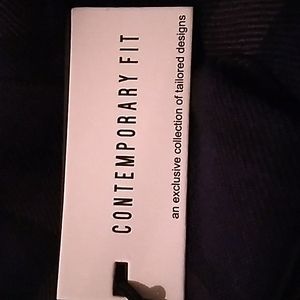 CONTEMPORARY FIT
an exclusive collection of tailored designs